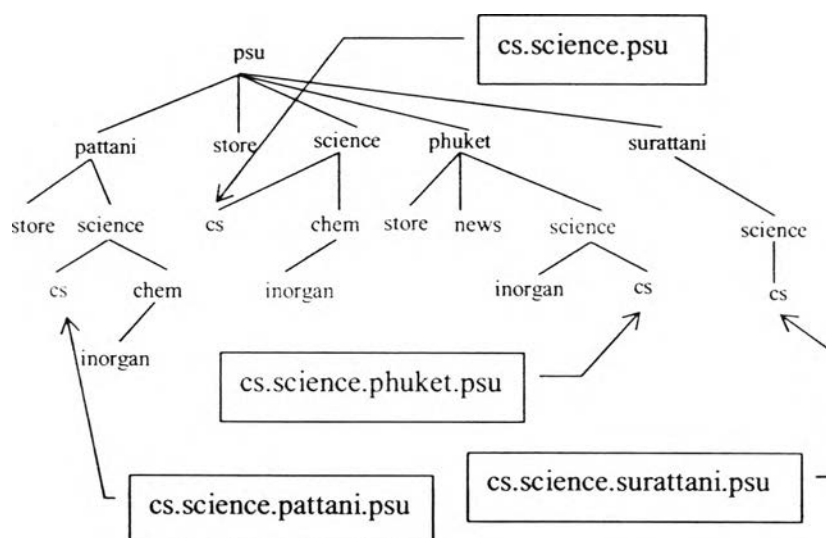 cs.science.psu
psu
pattani store science phuket surattani
store science cs chem store news science science
cs chem inorgan inorgan cs cs
inorgan
cs.science.phuket.psu
cs.science.surattani.psu
cs.science.pattani.psu